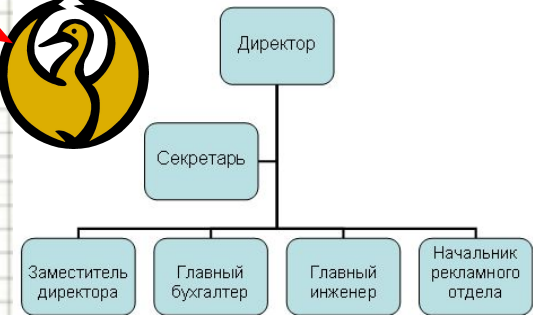 Директор
Секретарь
Заместитель
директора
Главный
бухгалтер
Главный
инженер
Начальник
рекламного
отдела